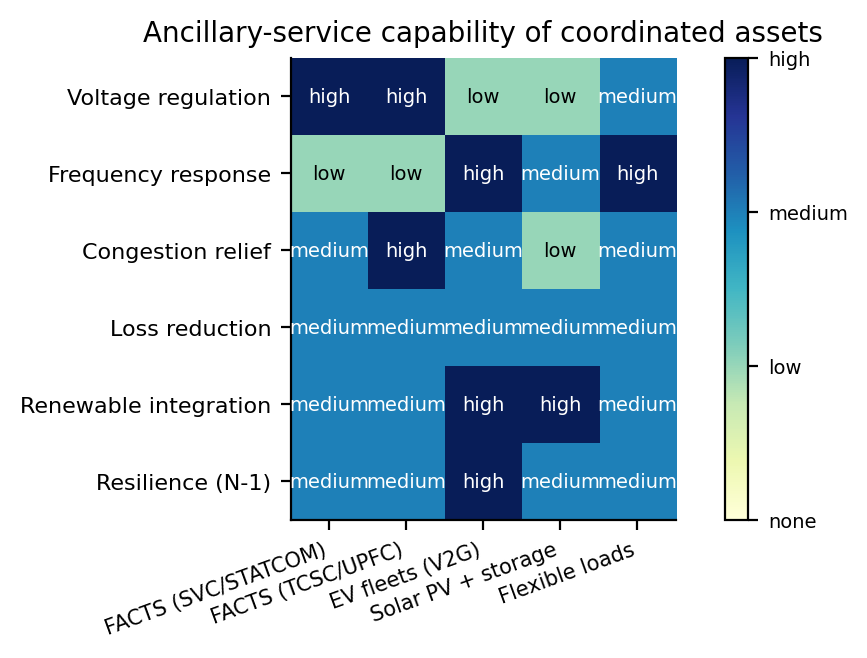 Ancillary-service capability of coordinated assets
Voltage regulation high high low low medium
Frequency response low low high medium high
Congestion relief medium high medium low medium
Loss reduction medium medium medium medium medium
Renewable integration medium medium high high medium
Resilience (N-1) medium medium high medium medium
FACTS (SVC/STATCOM)
FACTS (TCSC/UPFC)
EV fleets (V2G)
Solar PV + storage
Flexible loads
high
medium
low
none